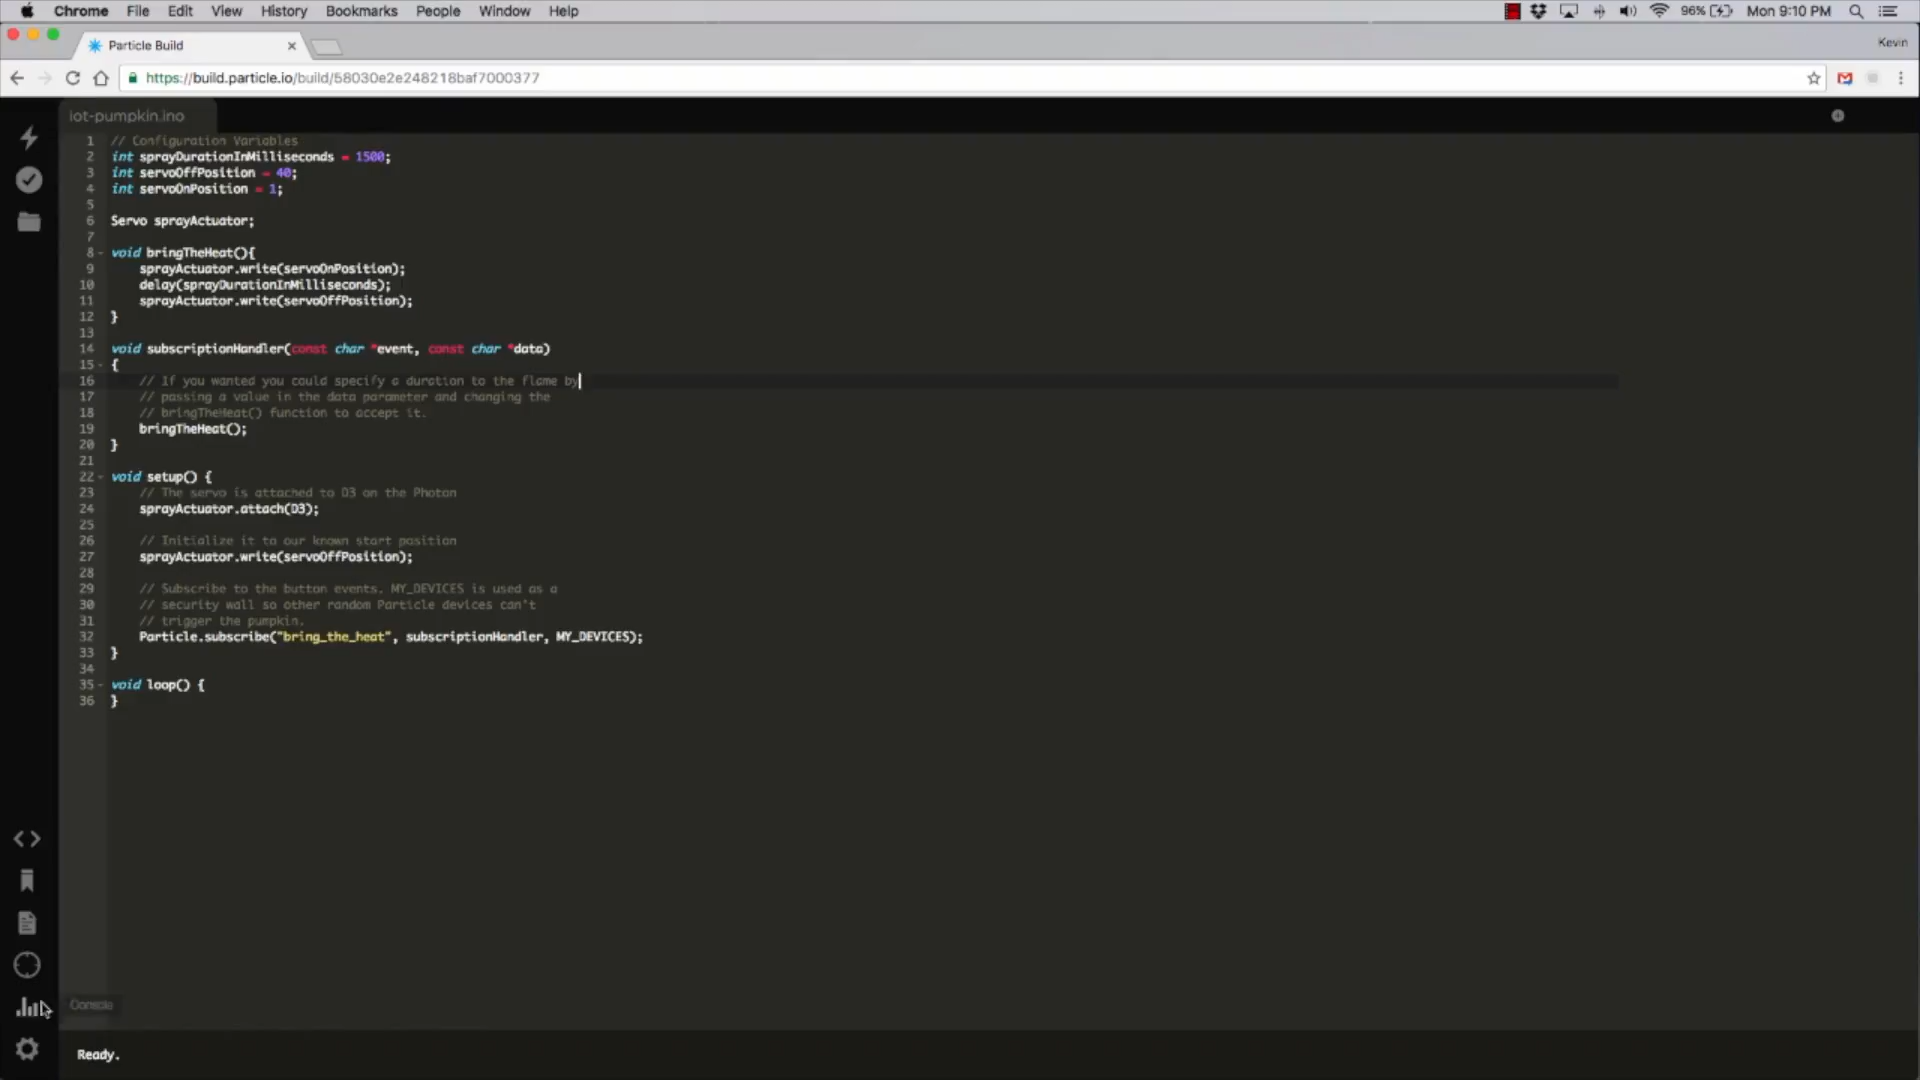 Chrome File Edit View History Bookmarks People Window Help 96% Mon 9:10 PM
Particle Build
Kevin
https://build.particle.io/build/58030e2e248218baf7000377
iot-pumpkin.ino
1 // Configuration Variables
2 int sprayDurationInMilliseconds = 1500;
3 int servoOffPosition = 40;
4 int servoOnPosition = 1;
5
6 Servo sprayActuator;
7
8 void bringTheHeat(){
9 sprayActuator.write(servoOnPosition);
10 delay(sprayDurationInMilliseconds);
11 sprayActuator.write(servoOffPosition);
12 }
13
14 void subscriptionHandler(const char *event, const char *data)
15 {
16 // If you wanted you could specify a duration to the flame by
17 // passing a value in the data parameter and changing the
18 // bringTheHeat() function to accept it.
19 bringTheHeat();
20 }
21
22 void setup() {
23 // The servo is attached to D3 on the Photon
24 sprayActuator.attach(D3);
25
26 // Initialize it to our known start position
27 sprayActuator.write(servoOffPosition);
28
29 // Subscribe to the button events. MY_DEVICES is used as a
30 // security wall so other random Particle devices can't
31 // trigger the pumpkin.
32 Particle.subscribe("bring_the_heat", subscriptionHandler, MY_DEVICES);
33 }
34
35 void loop() {
36 }
Console
Ready.